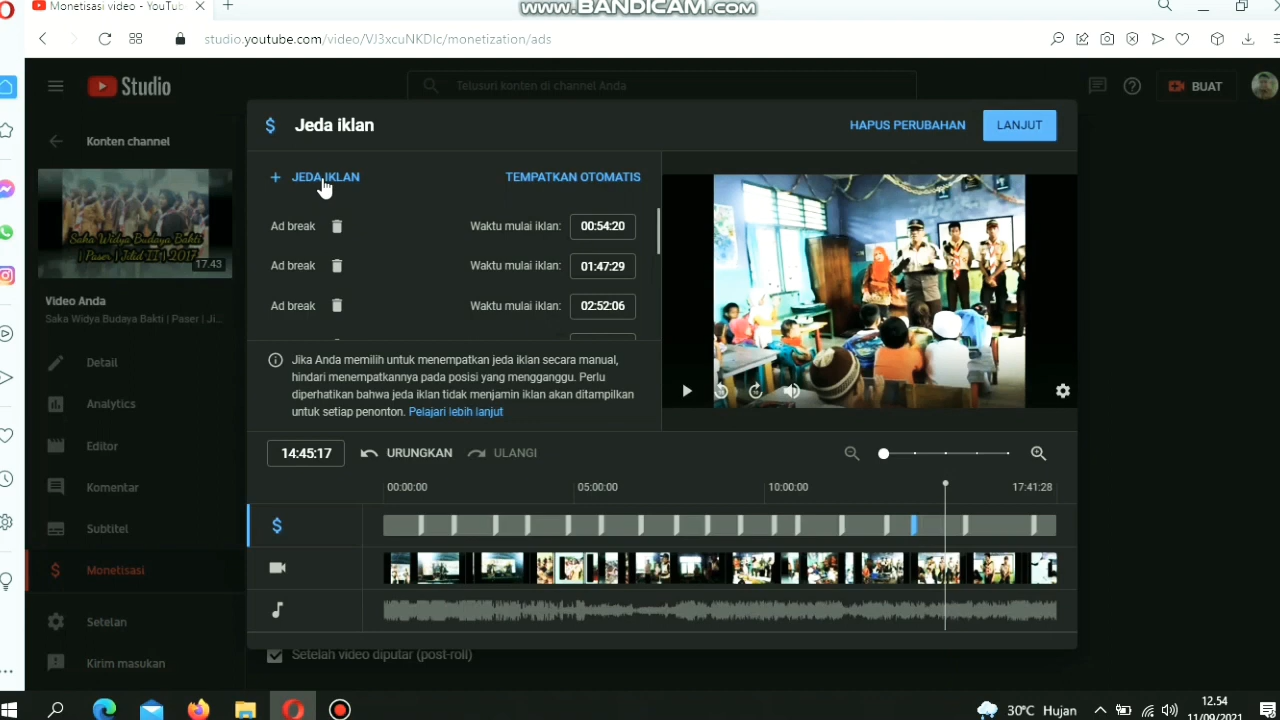 Monetisasi video - YouTub
www.BANDICAM.com
studio.youtube.com/video/VJ3xcuNKDIc/monetization/ads
Studio
Telusuri konten di channel Anda
BUAT
Konten channel
Saka Widya Budaya Bakti
| Paser | Jilid II | 2017
17.43
Video Anda
Saka Widya Budaya Bakti | Paser | Ji...
Detail
Analytics
Editor
Komentar
Subtitel
Monetisasi
Setelan
Kirim masukan
Jeda iklan
HAPUS PERUBAHAN
LANJUT
+ JEDA IKLAN
TEMPATKAN OTOMATIS
Ad break Waktu mulai iklan: 00:54:20
Ad break Waktu mulai iklan: 01:47:29
Ad break Waktu mulai iklan: 02:52:06
Jika Anda memilih untuk menempatkan jeda iklan secara manual,
hindari menempatkannya pada posisi yang mengganggu. Perlu
diperhatikan bahwa jeda iklan tidak menjamin iklan akan ditampilkan
untuk setiap penonton. Pelajari lebih lanjut
14:45:17 URUNGKAN ULANGI
00:00:00 05:00:00 10:00:00 17:41:28
Setelah video diputar (post-roll)
30°C Hujan
12.54
11/09/2021